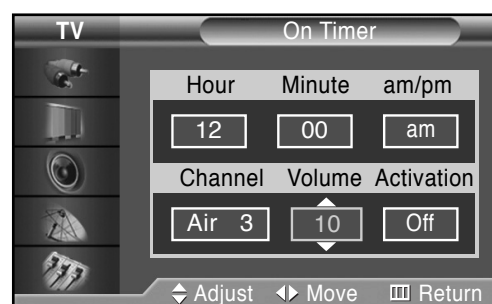 TV On Timer
Hour Minute am/pm
12 00 am
Channel Volume Activation
Air 3 10 Off
Adjust Move Return